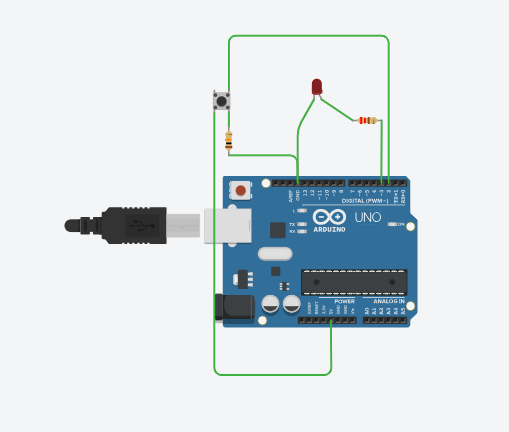 AREF
GND
13
12
~11
~10
~9
8
7
~6
~5
4
~3
2
TX→1
RX←0
DIGITAL (PWM~)
L
TX
RX
UNO
ON
ARDUINO
POWER
ANALOG IN
RESET
3.3V
5V
GND
GND
Vin
A0
A1
A2
A3
A4
A5